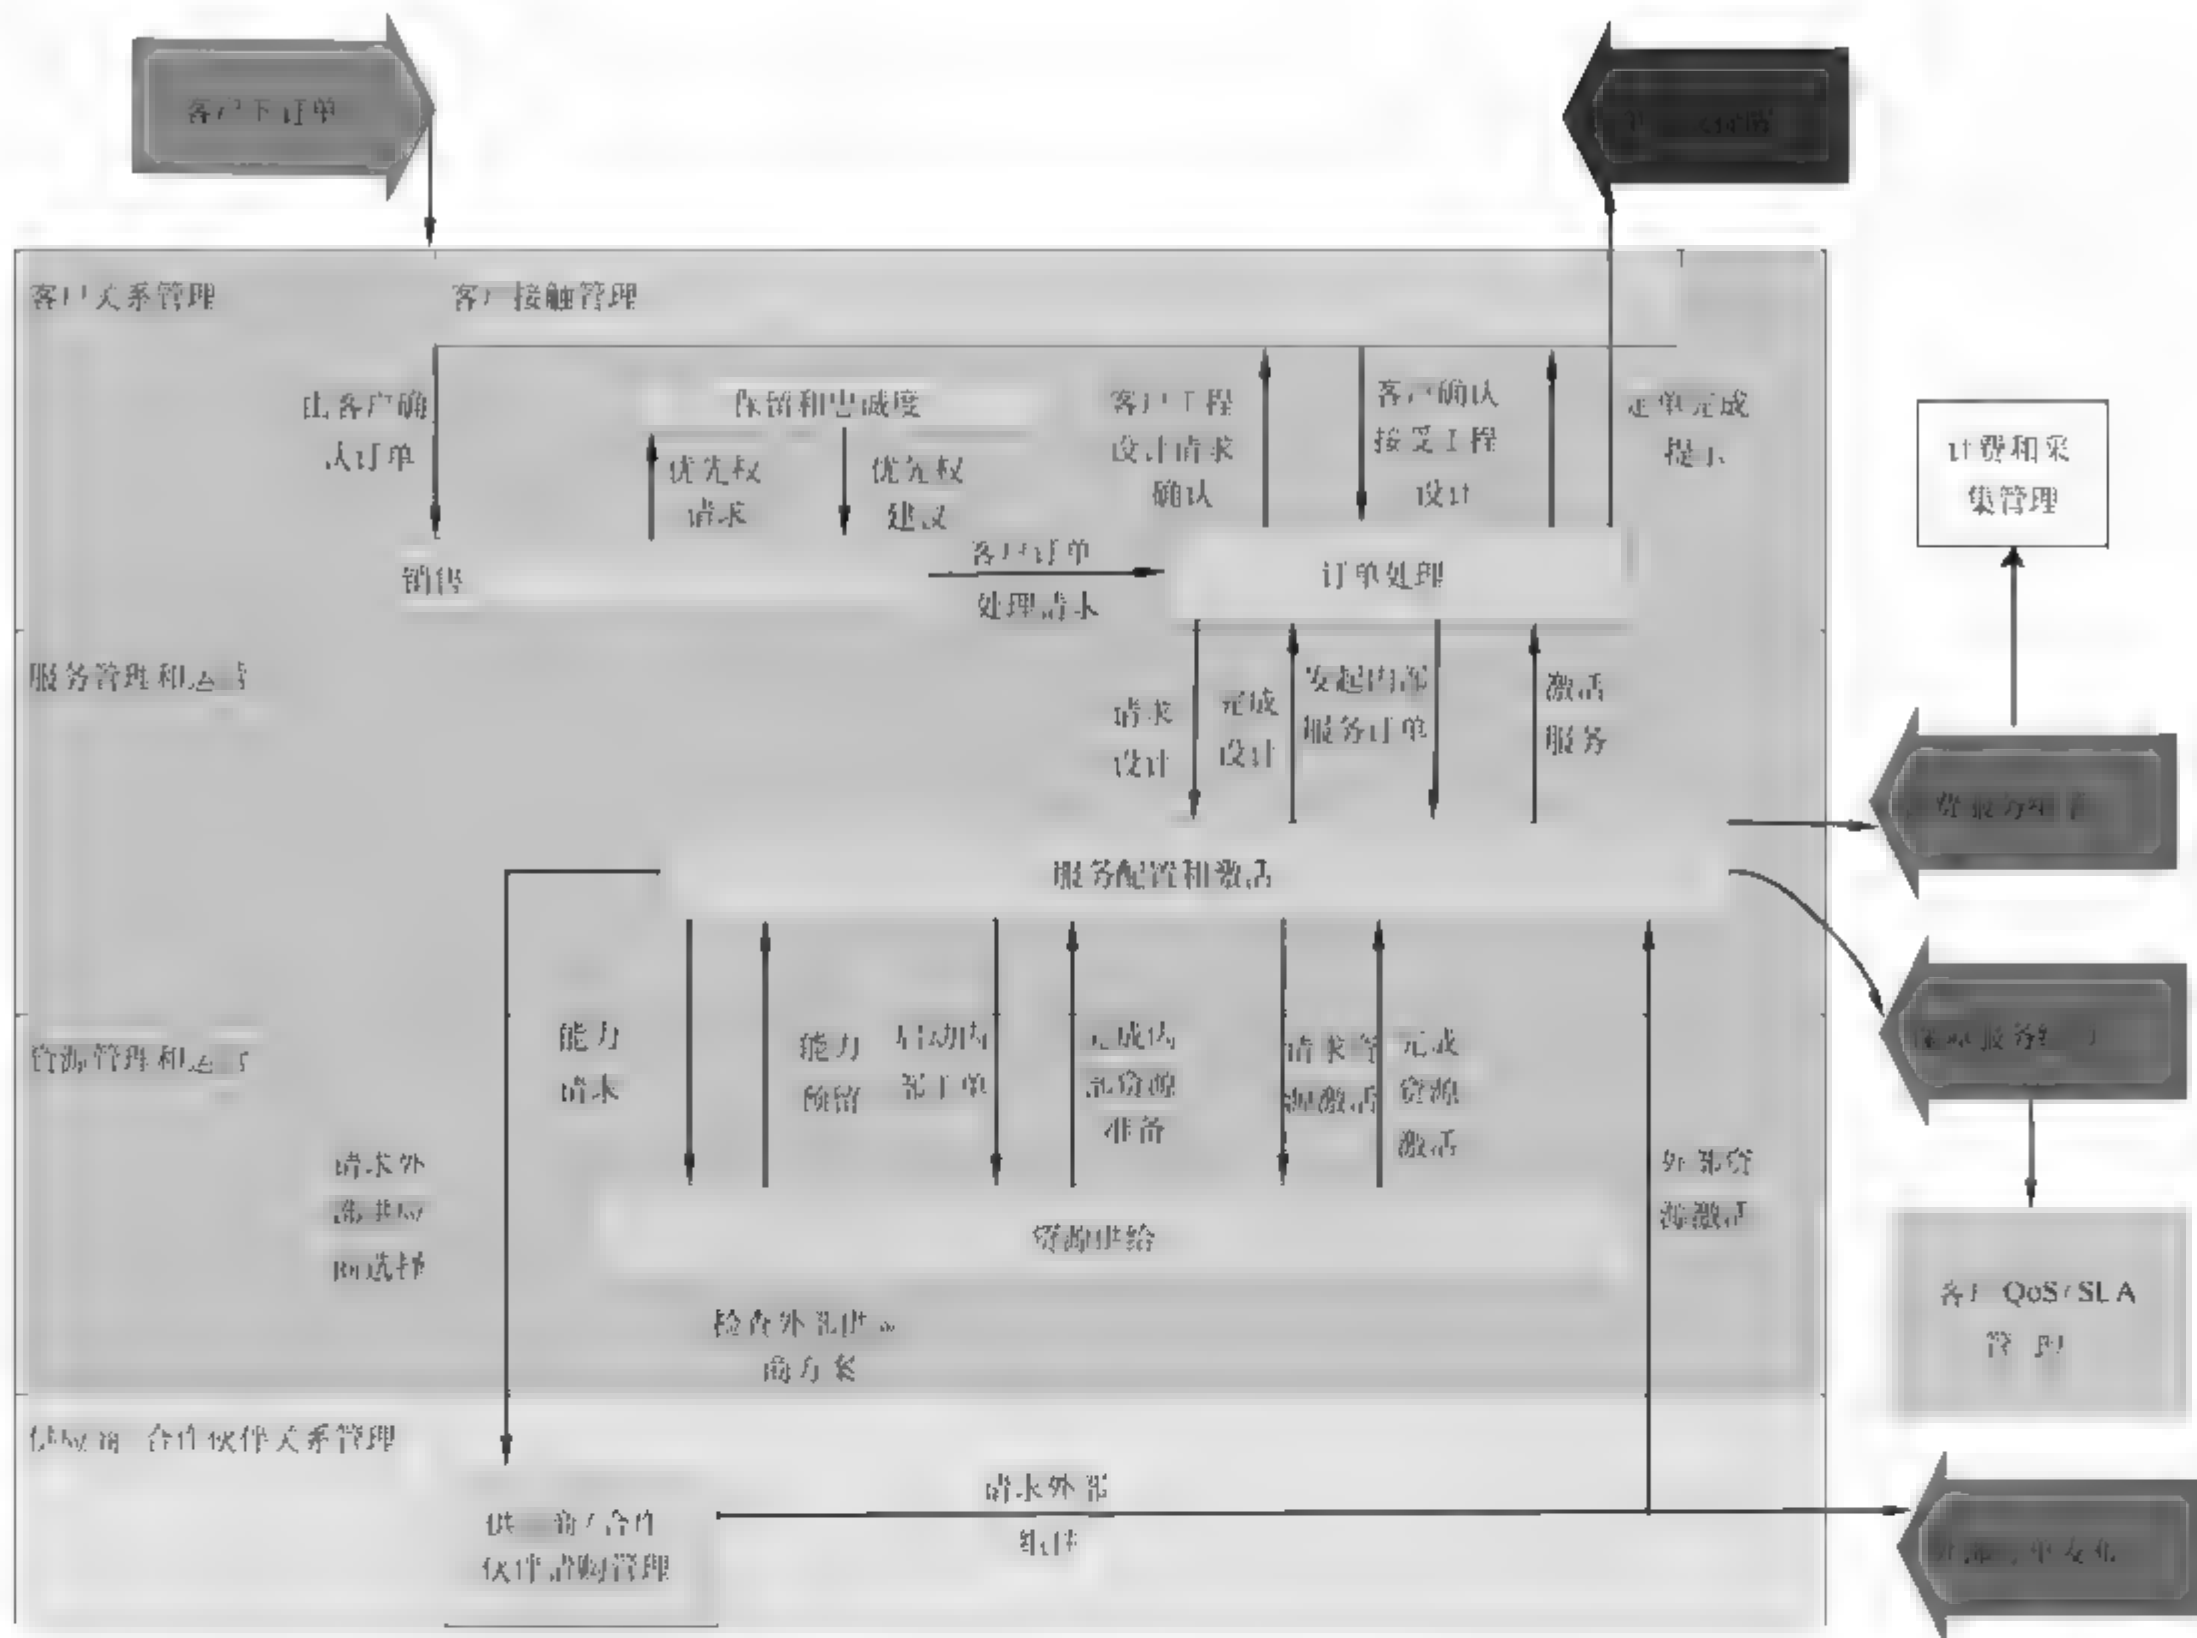 客户下订单
客户关系管理
客户接触管理
由客户确
认订单
保留和忠诚度
优先权
请求
优先权
建议
客户工程
设计请求
确认
客户确认
接受工程
设计
定单完成
提示
计费和采
集管理
销售
客户订单
处理请求
订单处理
服务管理和运营
请求
设计
完成
设计
发起内部
服务订单
激活
服务
服务配置和激活
资源管理和运营
能力
请求
能力
预留
启动内
部工单
完成内
部资源
准备
请求资
源激活
完成
资源
激活
请求外
部供应
商选择
外部资
源激活
资源供给
客户 QoS/SLA
管 理
检查外部供应
商方案
供应商 合作伙伴关系管理
供应商/合作
伙伴请购管理
请求外部
组件